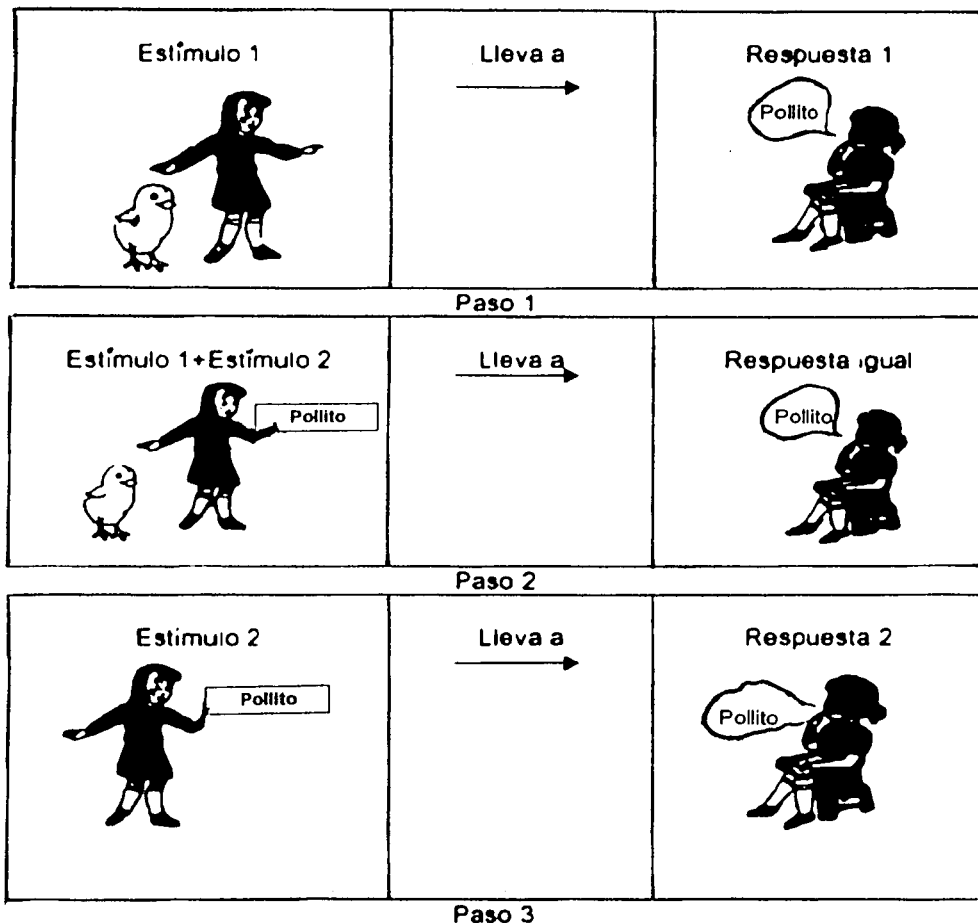 Estímulo 1
Lleva a
Respuesta 1
Pollito
Paso 1
Estímulo 1+Estímulo 2
Lleva a
Respuesta igual
Pollito
Pollito
Paso 2
Estímulo 2
Lleva a
Respuesta 2
Pollito
Pollito
Paso 3